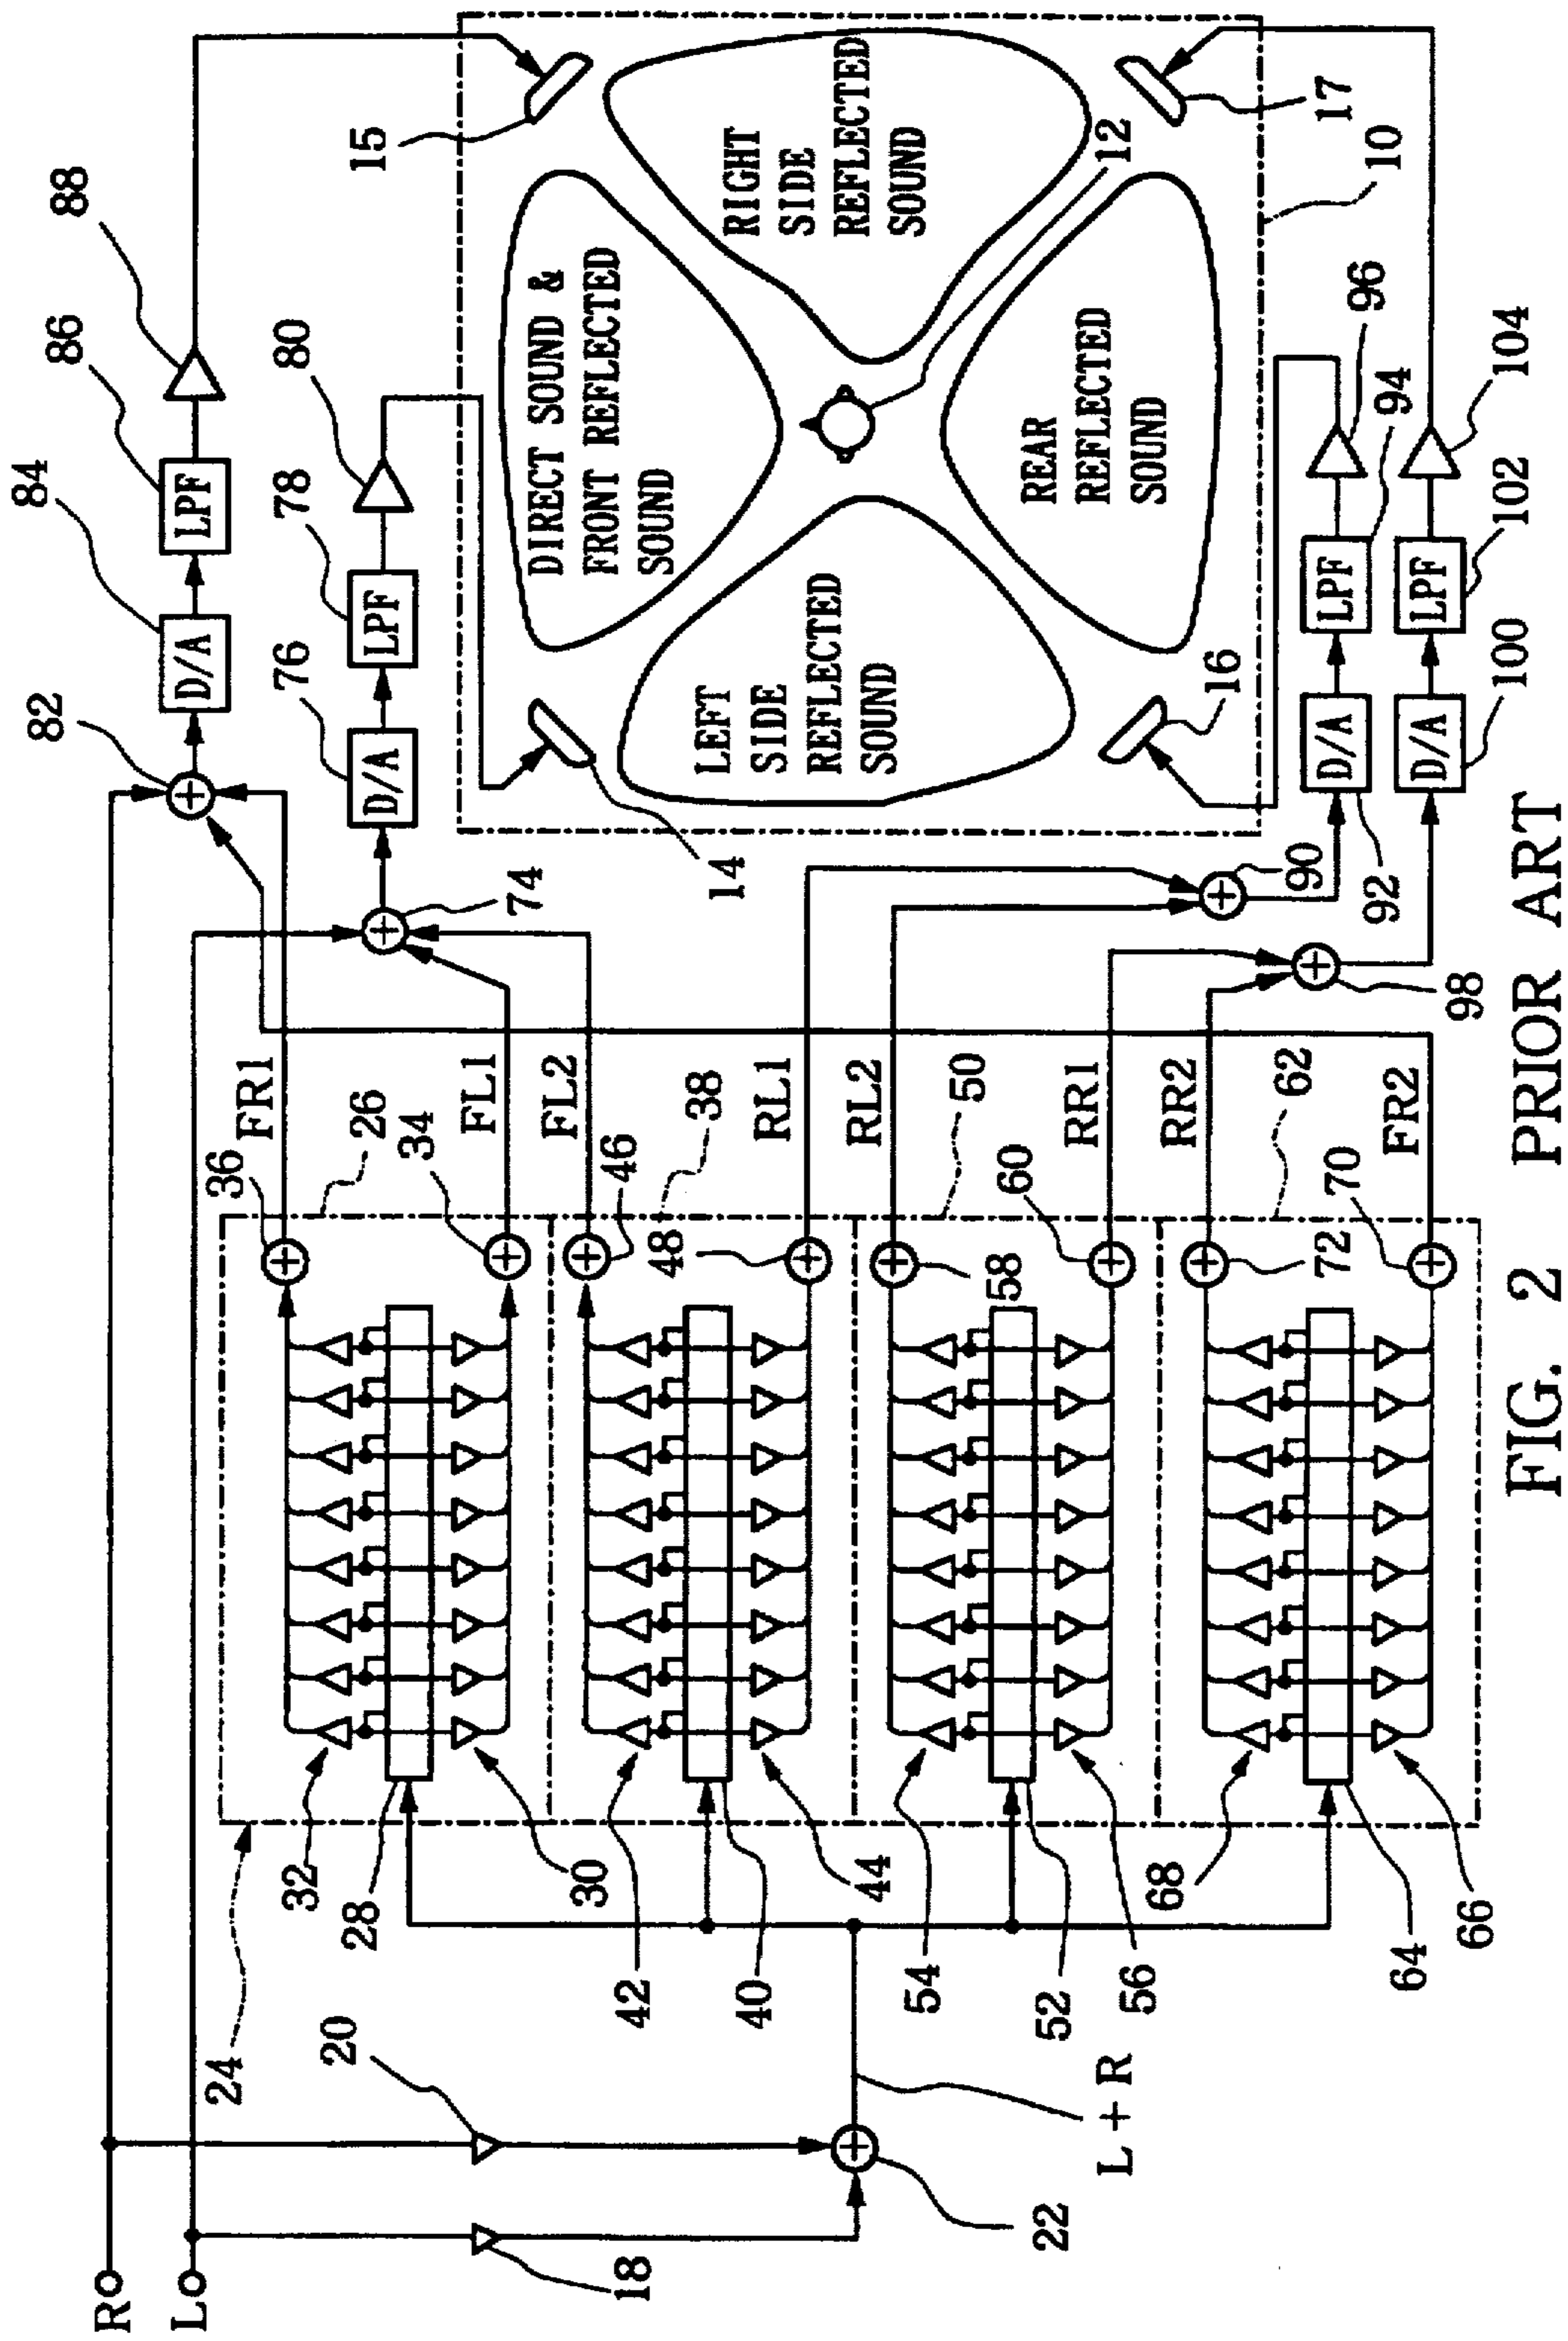 R
L
18
20
22
L + R
24
32
28
30
42
40
44
54
52
56
68
64
66
36
26
34
46
38
48
58
50
60
72
62
70
FR1
FL1
FL2
RL1
RL2
RR1
RR2
FR2
82
84
D/A
86
LPF
88
74
76
D/A
78
LPF
80
90
92
D/A
94
LPF
96
98
100
D/A
102
LPF
104
14
15
16
17
12
10
DIRECT SOUND &
FRONT REFLECTED
SOUND
LEFT
SIDE
REFLECTED
SOUND
RIGHT
SIDE
REFLECTED
SOUND
REAR
REFLECTED
SOUND
FIG. 2 PRIOR ART